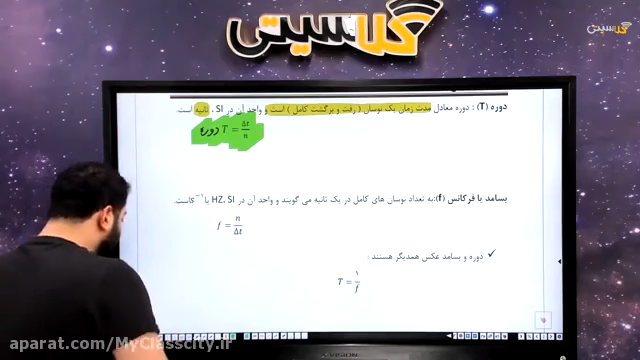 کلاسیتی
کلاسیتی
دوره (T) : دوره معادل مدت زمان یک نوسان ( رفت و برگشت کامل ) است و واحد آن در SI ، ثانیه است.
دوره T = Δt/n
بسامد یا فرکانس (f): به تعداد نوسان های کامل در یک ثانیه می گویند و واحد آن در HZ، SI یا s⁻¹ است.
f = n/Δt
✓ دوره و بسامد عکس همدیگر هستند :
T = ۱/f
aparat.com/MyClasscity.ir